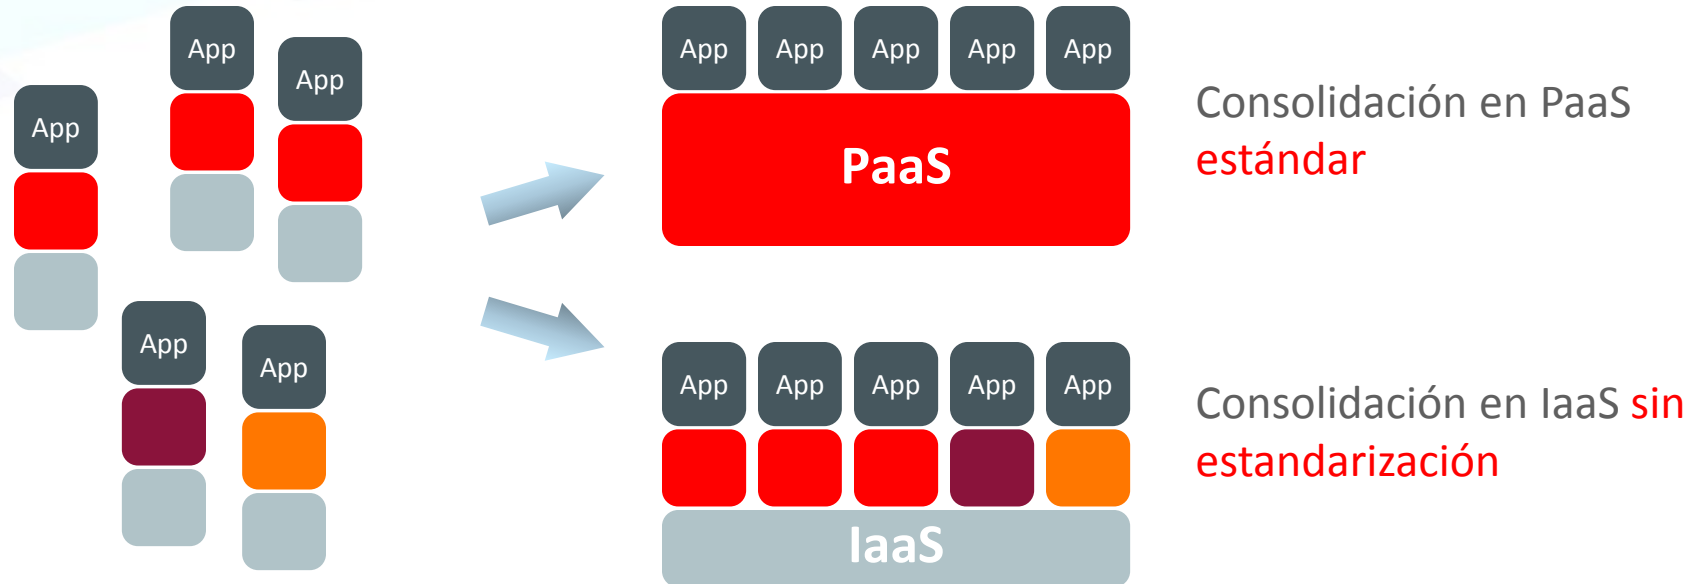 App
App
App
App
App
App App App App App
PaaS
Consolidación en PaaS
estándar
App App App App App
IaaS
Consolidación en IaaS sin
estandarización